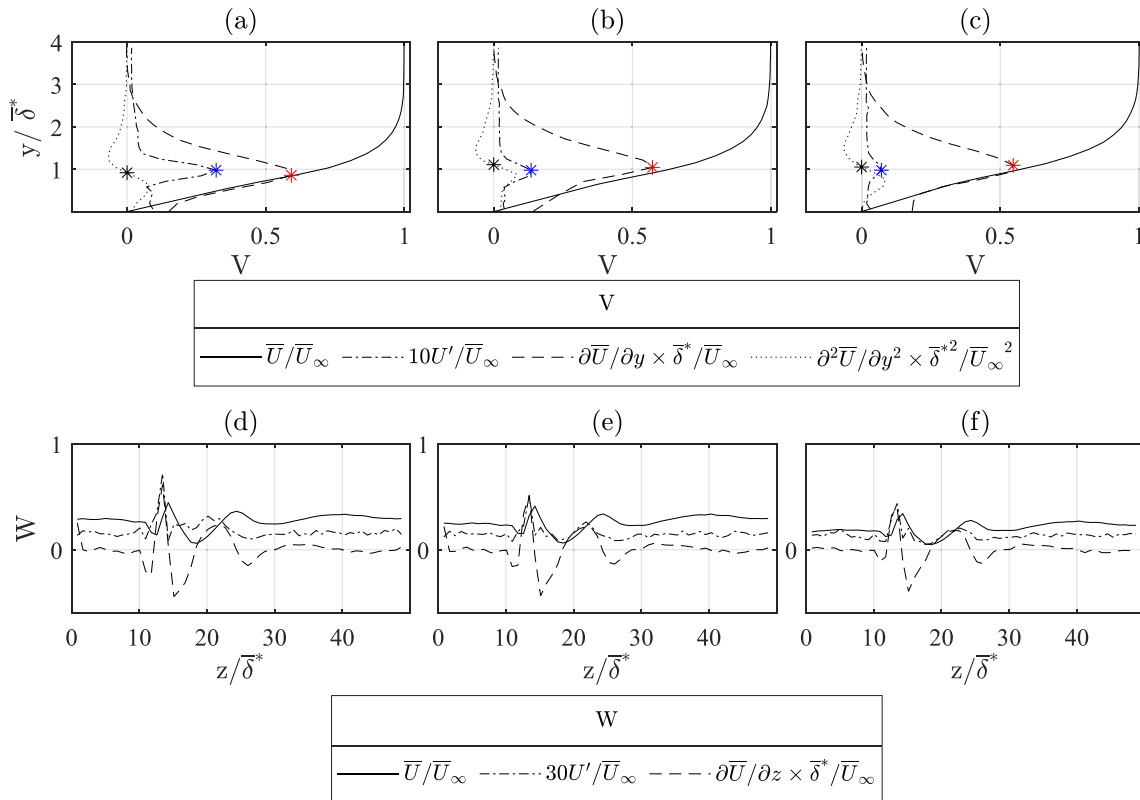 (a) (b) (c)
4
3
2
1
y/δ̅*
0 0.5 1
0 0.5 1
0 0.5 1
V V V
V
U̅/U̅∞ 10U′/U̅∞ ∂U̅/∂y × δ̅*/U̅∞ ∂²U̅/∂y² × δ̅*²/U̅∞²
(d) (e) (f)
1 1
W
0 0 0
0 10 20 30 40
0 10 20 30 40
0 10 20 30 40
z/δ̅* z/δ̅* z/δ̅*
W
U̅/U̅∞ 30U′/U̅∞ ∂U̅/∂z × δ̅*/U̅∞